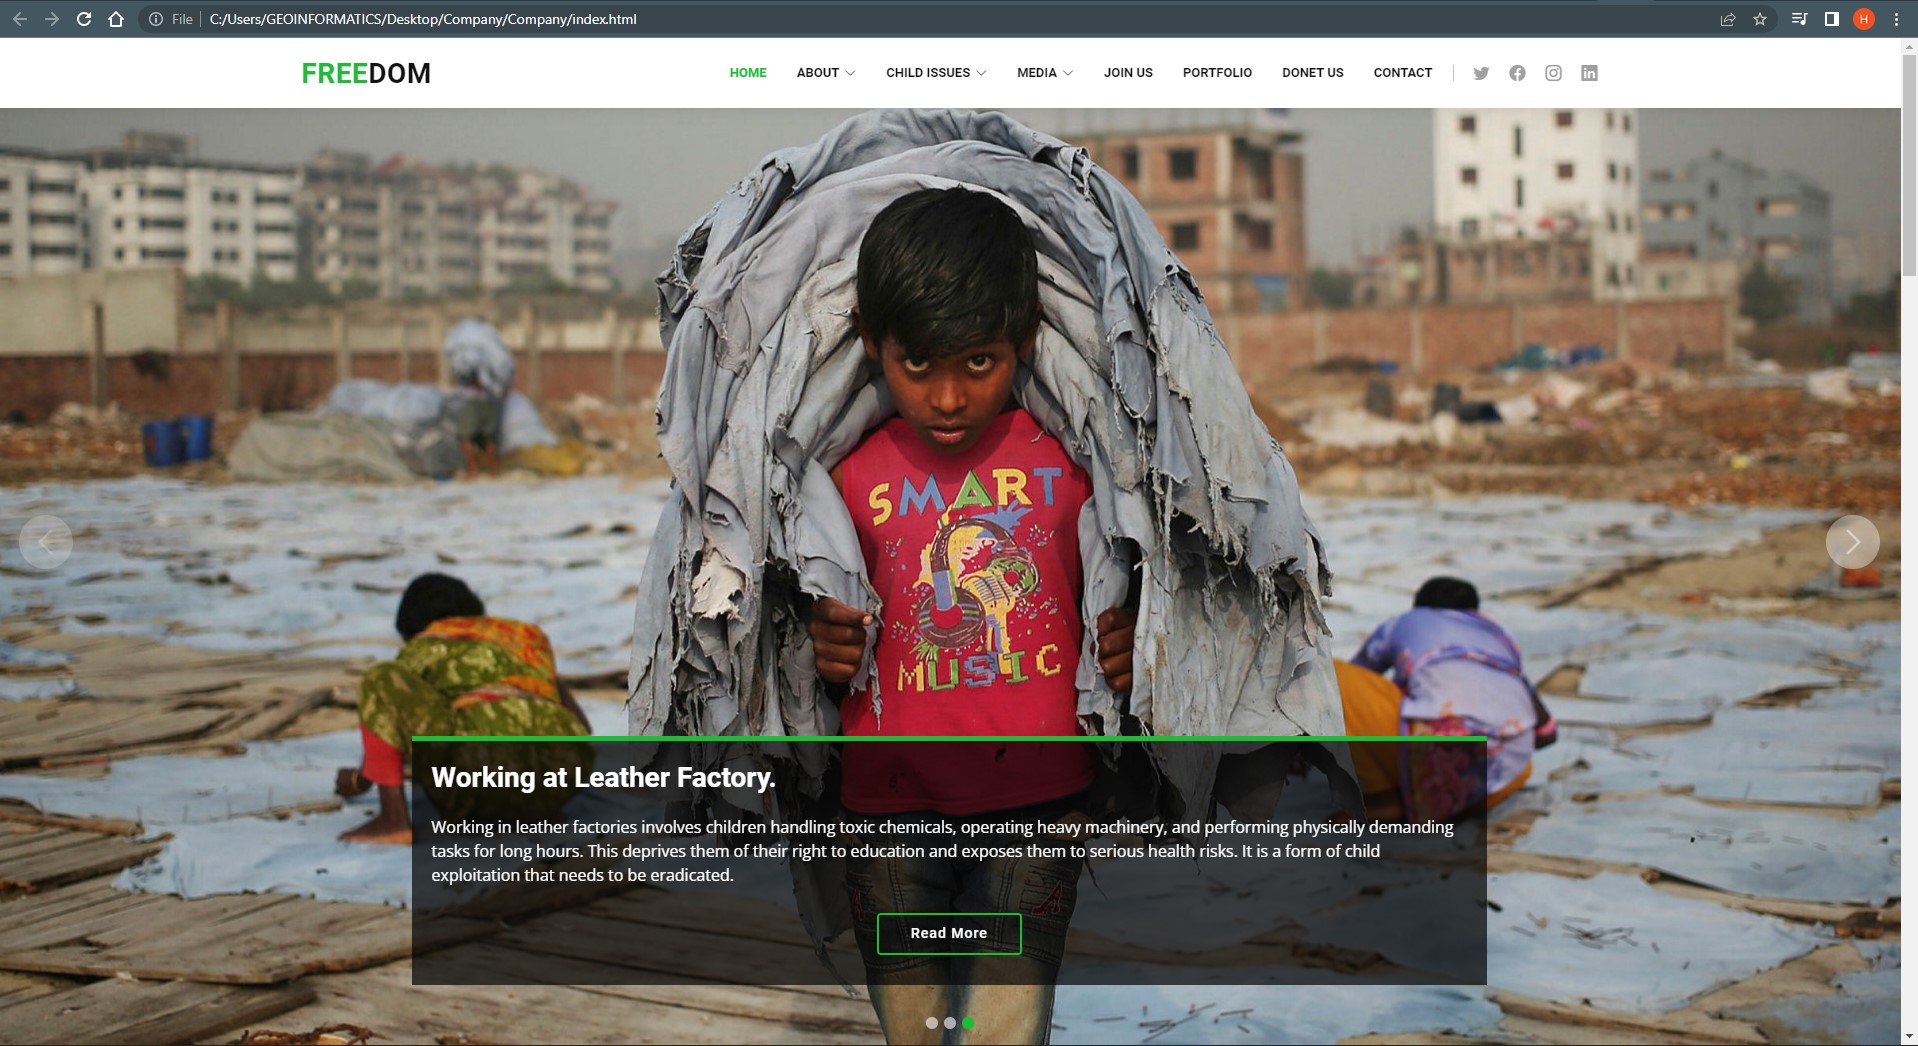 File
C:/Users/GEOINFORMATICS/Desktop/Company/Company/index.html
H
FREEDOM
HOME ABOUT CHILD ISSUES MEDIA JOIN US PORTFOLIO DONET US CONTACT
SMART
MUSIC
Working at Leather Factory.
Working in leather factories involves children handling toxic chemicals, operating heavy machinery, and performing physically demanding
tasks for long hours. This deprives them of their right to education and exposes them to serious health risks. It is a form of child
exploitation that needs to be eradicated.
Read More